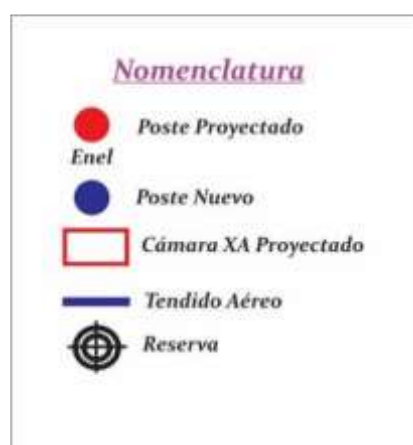 Nomenclatura
Poste Proyectado
Enel
Poste Nuevo
Cámara XA Proyectado
Tendido Aéreo
Reserva